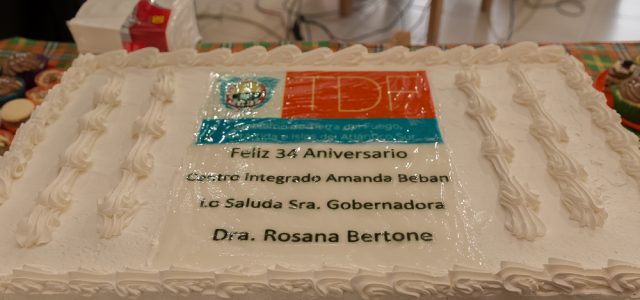 TDF
Feliz 34 Aniversario
Centro Integrado Amanda Beban
Lo Saluda Sra. Gobernadora
Dra. Rosana Bertone